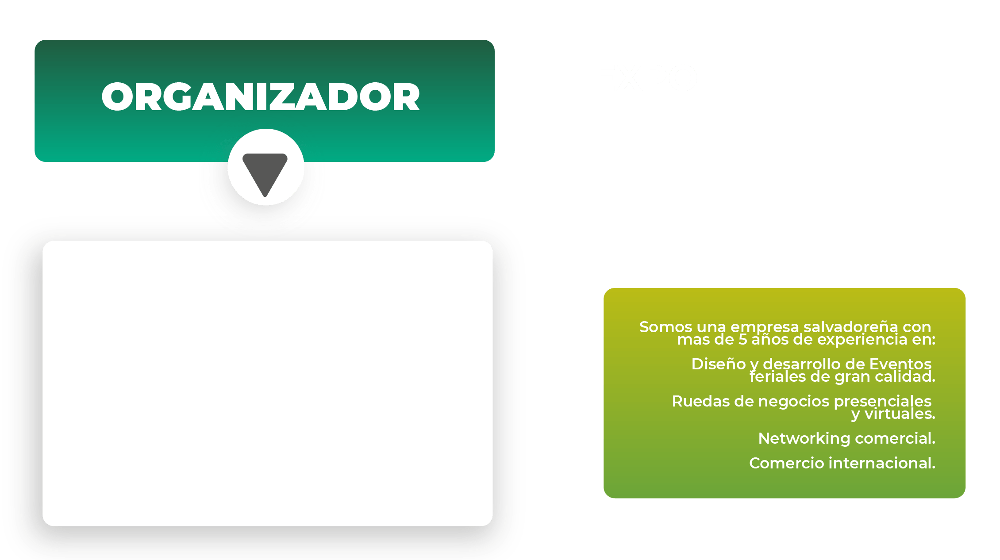 ORGANIZADOR
Somos una empresa salvadoreña con
mas de 5 años de experiencia en:
Diseño y desarrollo de Eventos
feriales de gran calidad.
Ruedas de negocios presenciales
y virtuales.
Networking comercial.
Comercio internacional.